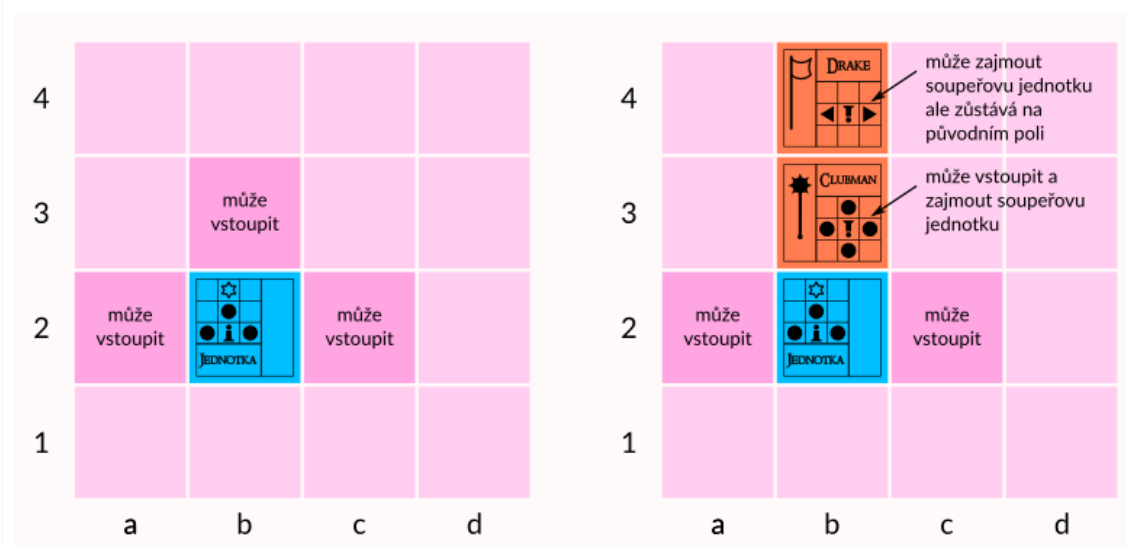 4
3
2
1
může
vstoupit
může
vstoupit
JEDNOTKA
může
vstoupit
a
b
c
d
4
3
2
1
DRAKE
může zajmout
soupeřovu jednotku
ale zůstává na
původním poli
CLUBMAN
může vstoupit a
zajmout soupeřovu
jednotku
může
vstoupit
JEDNOTKA
může
vstoupit
a
b
c
d